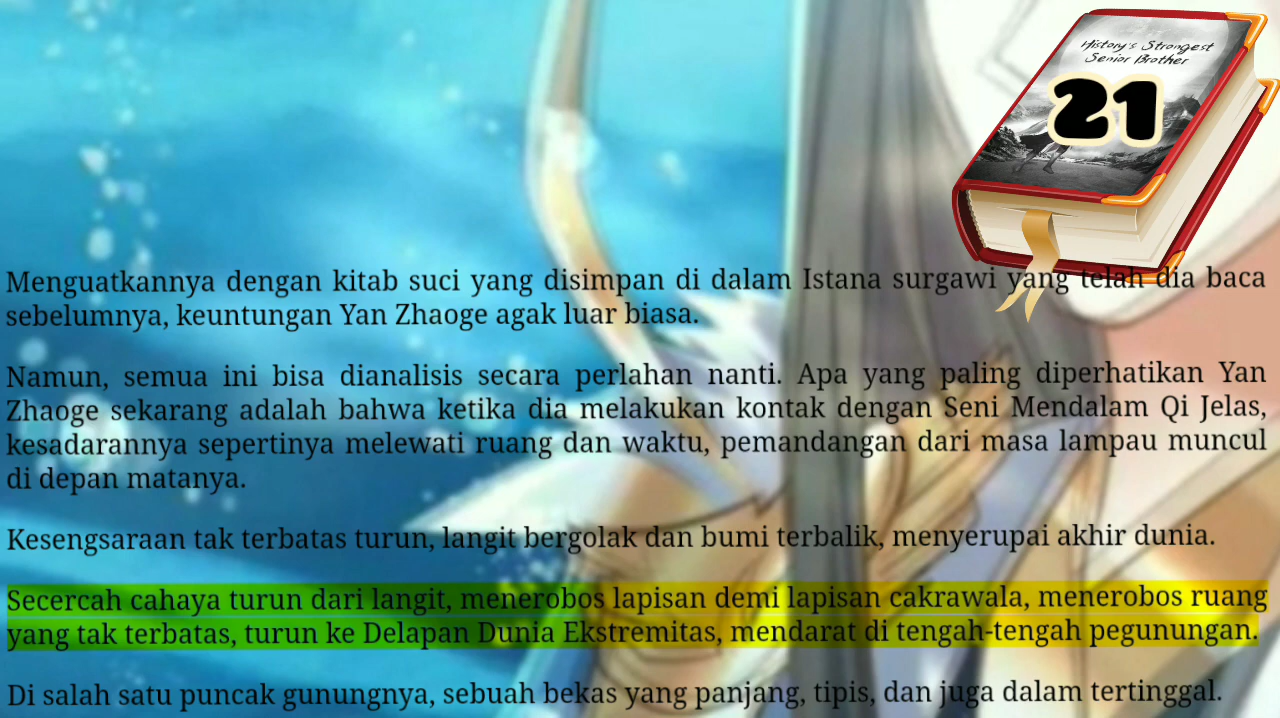 History's Strongest
Senior Brother
21
Menguatkannya dengan kitab suci yang disimpan di dalam Istana surgawi yang telah dia baca
sebelumnya, keuntungan Yan Zhaoge agak luar biasa.
Namun, semua ini bisa dianalisis secara perlahan nanti. Apa yang paling diperhatikan Yan
Zhaoge sekarang adalah bahwa ketika dia melakukan kontak dengan Seni Mendalam Qi Jelas,
kesadarannya sepertinya melewati ruang dan waktu, pemandangan dari masa lampau muncul
di depan matanya.
Kesengsaraan tak terbatas turun, langit bergolak dan bumi terbalik, menyerupai akhir dunia.
Secercah cahaya turun dari langit, menerobos lapisan demi lapisan cakrawala, menerobos ruang
yang tak terbatas, turun ke Delapan Dunia Ekstremitas, mendarat di tengah-tengah pegunungan.
Di salah satu puncak gunungnya, sebuah bekas yang panjang, tipis, dan juga dalam tertinggal.